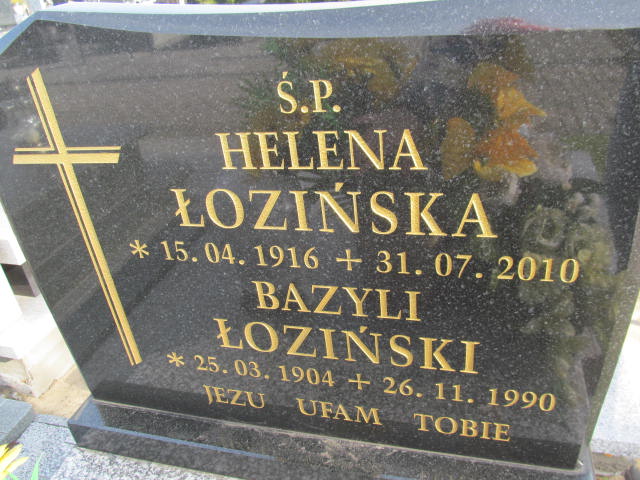 Ś.P.
HELENA
ŁOZIŃSKA
* 15.04.1916 + 31.07.2010
BAZYLI
ŁOZIŃSKI
* 25.03.1904 + 26.11.1990
JEZU UFAM TOBIE